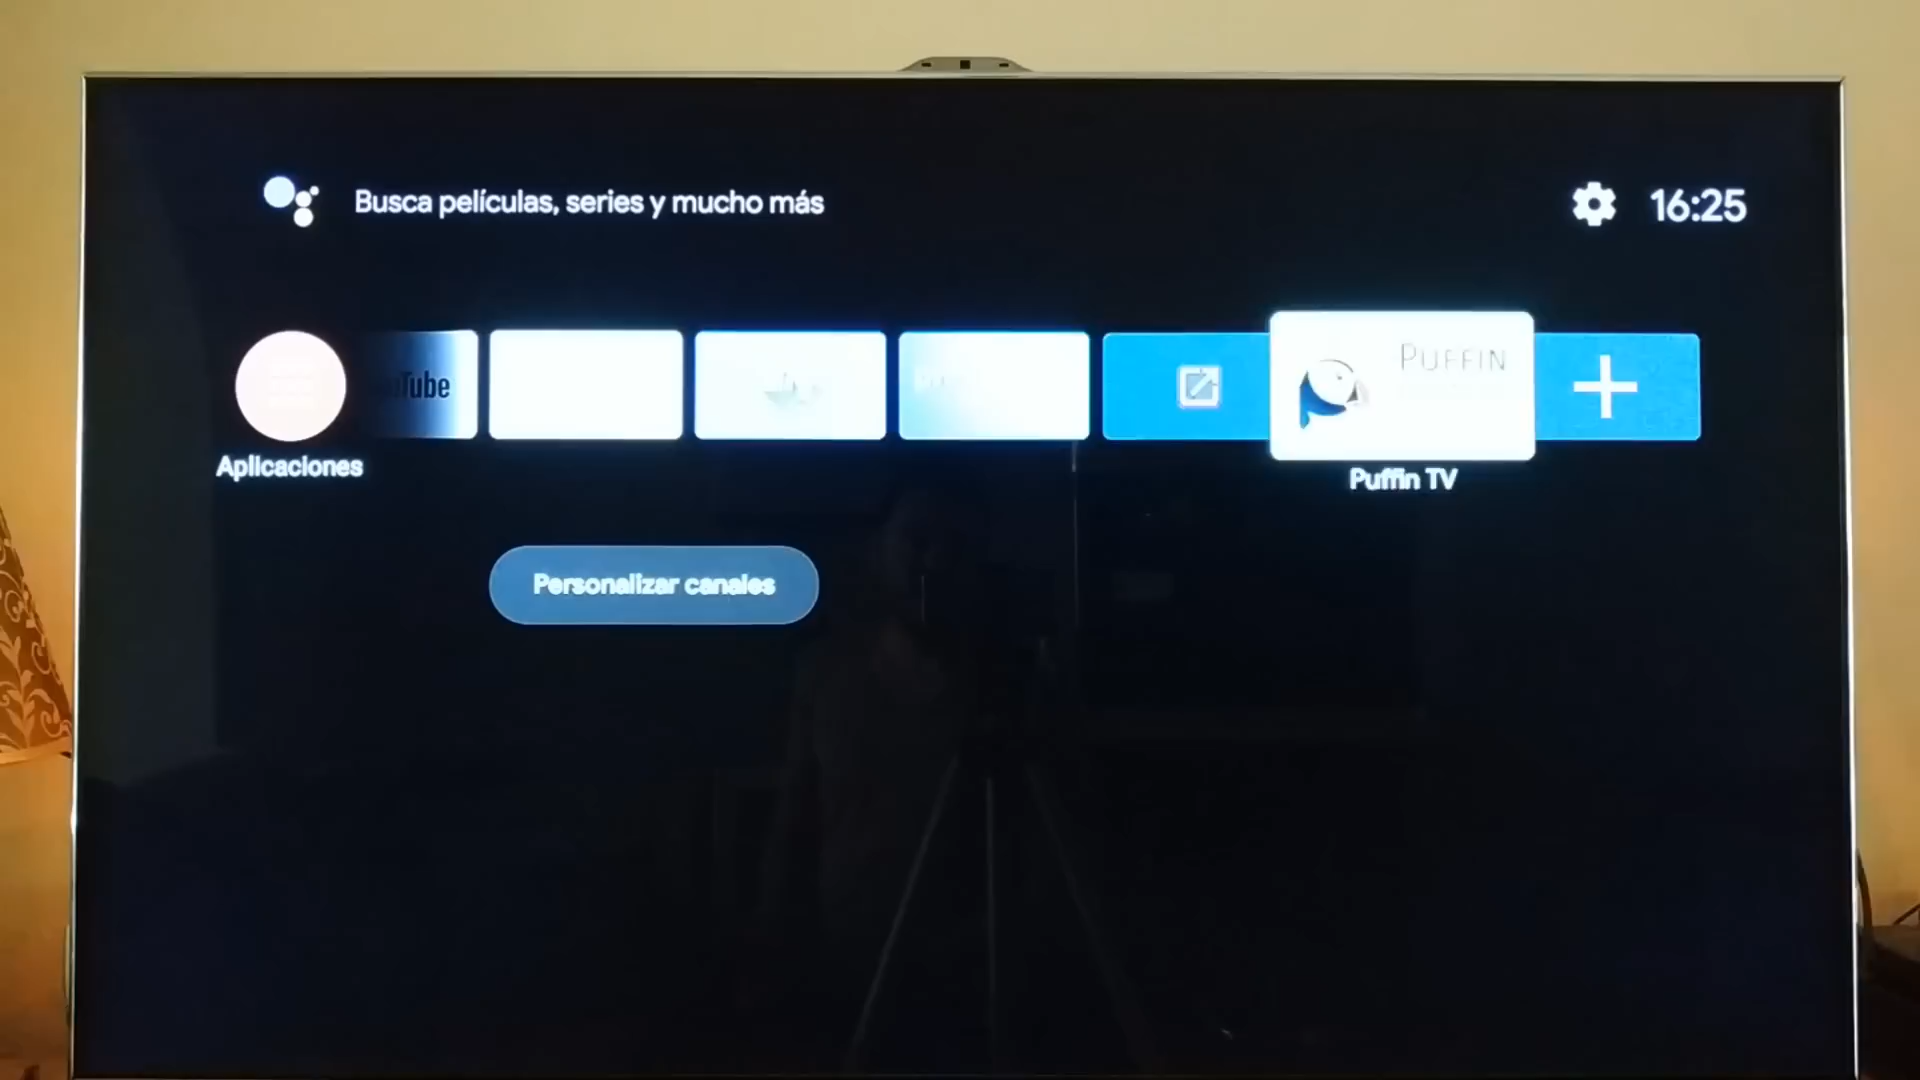 Busca películas, series y mucho más
16:25
Tube
PUFFIN
Aplicaciones
Puffin TV
Personalizar canales